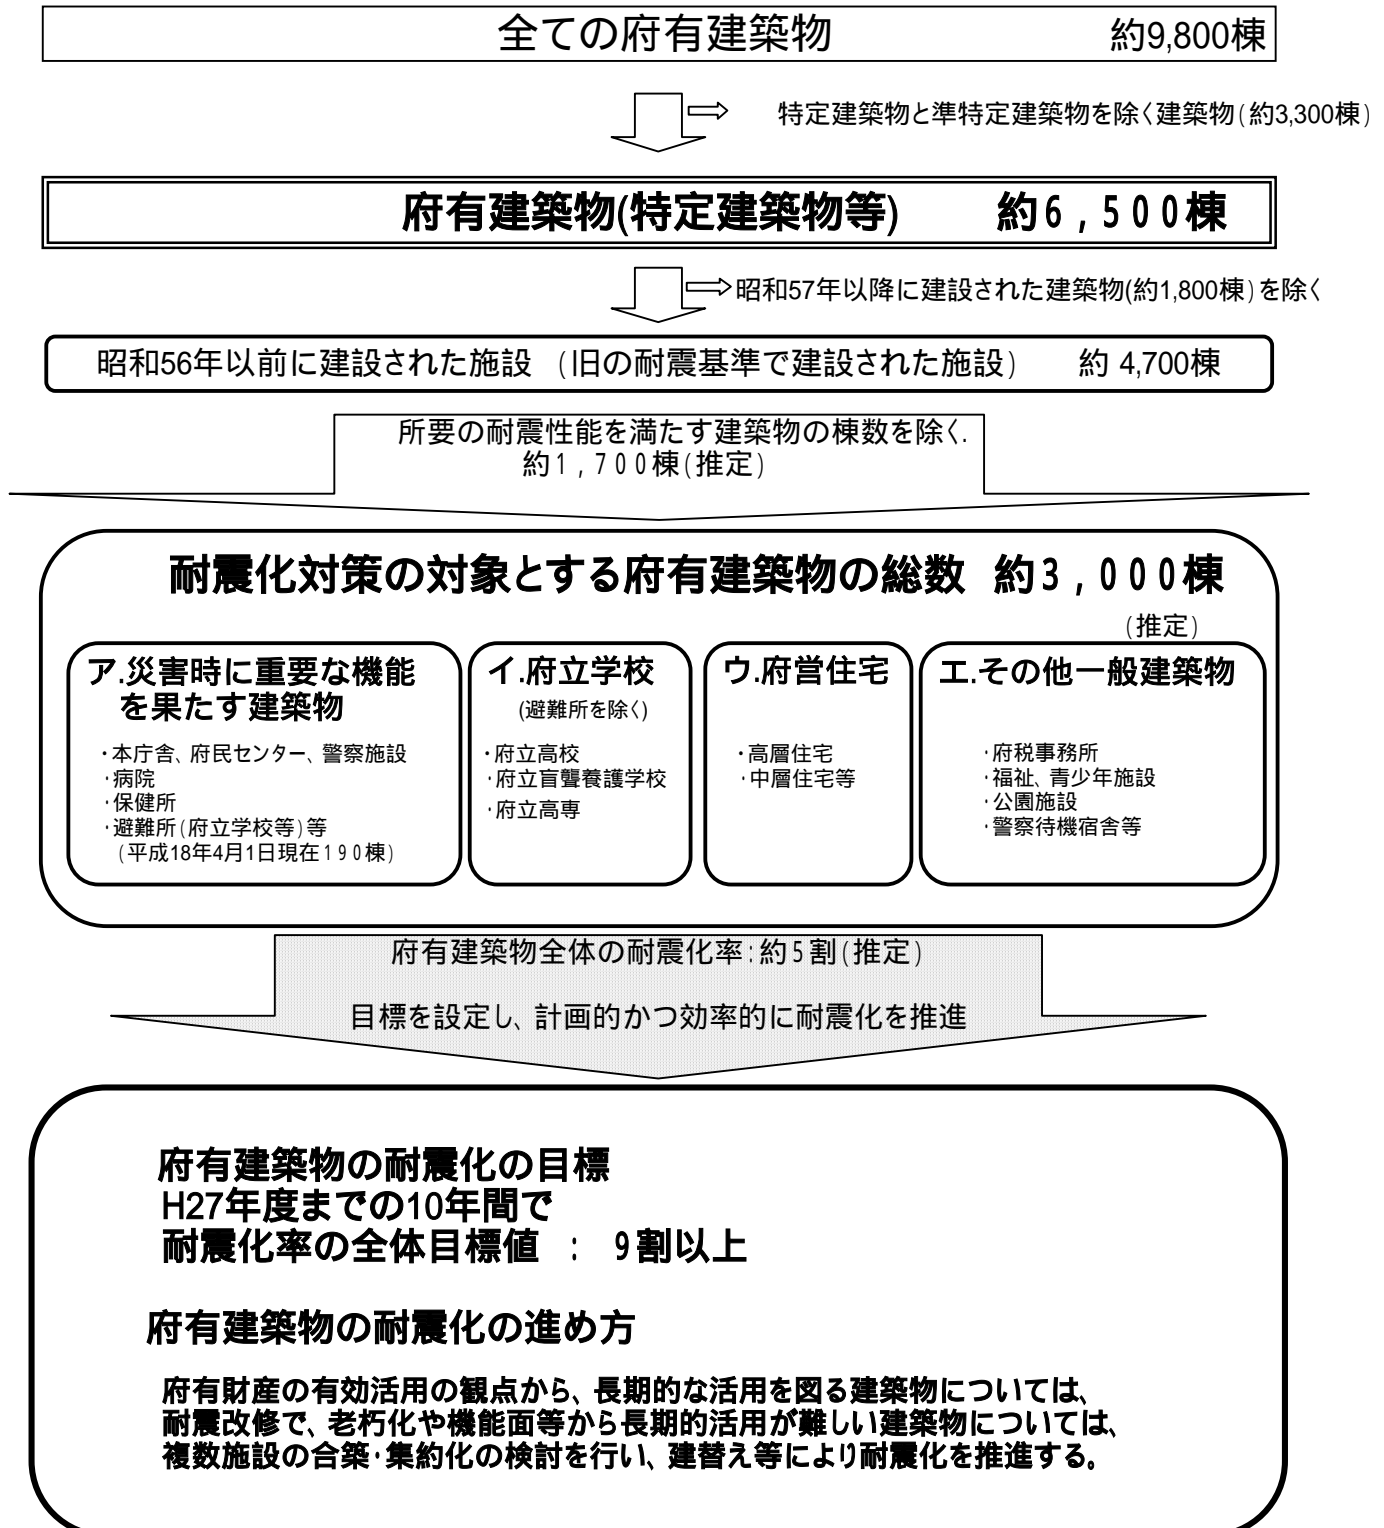 全ての府有建築物 約9,800棟
特定建築物と準特定建築物を除く建築物(約3,300棟)
府有建築物(特定建築物等) 約6,500棟
昭和57年以降に建設された建築物(約1,800棟)を除く
昭和56年以前に建設された施設 (旧の耐震基準で建設された施設) 約 4,700棟
所要の耐震性能を満たす建築物の棟数を除く.
約1,700棟(推定)
耐震化対策の対象とする府有建築物の総数 約3,000棟
(推定)
ア.災害時に重要な機能
を果たす建築物
・本庁舎、府民センター、警察施設
・病院
・保健所
・避難所(府立学校等)等
(平成18年4月1日現在190棟)
イ.府立学校
(避難所を除く)
・府立高校
・府立盲聾養護学校
・府立高専
ウ.府営住宅
・高層住宅
・中層住宅等
エ.その他一般建築物
・府税事務所
・福祉、青少年施設
・公園施設
・警察待機宿舎等
府有建築物全体の耐震化率:約5割(推定)
目標を設定し、計画的かつ効率的に耐震化を推進
府有建築物の耐震化の目標
H27年度までの10年間で
耐震化率の全体目標値 : 9割以上
府有建築物の耐震化の進め方
府有財産の有効活用の観点から、長期的な活用を図る建築物については、
耐震改修で、老朽化や機能面等から長期的活用が難しい建築物については、
複数施設の合築・集約化の検討を行い、建替え等により耐震化を推進する。